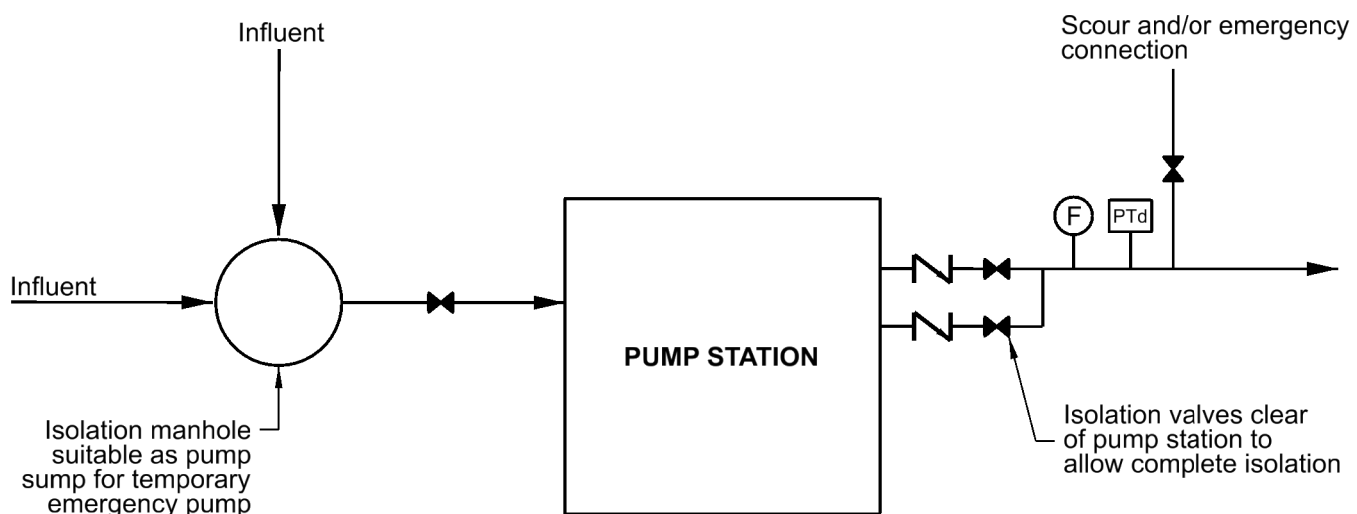 Influent
Scour and/or emergency
connection
F
PTd
Influent
PUMP STATION
Isolation manhole
suitable as pump
sump for temporary
emergency pump
Isolation valves clear
of pump station to
allow complete isolation